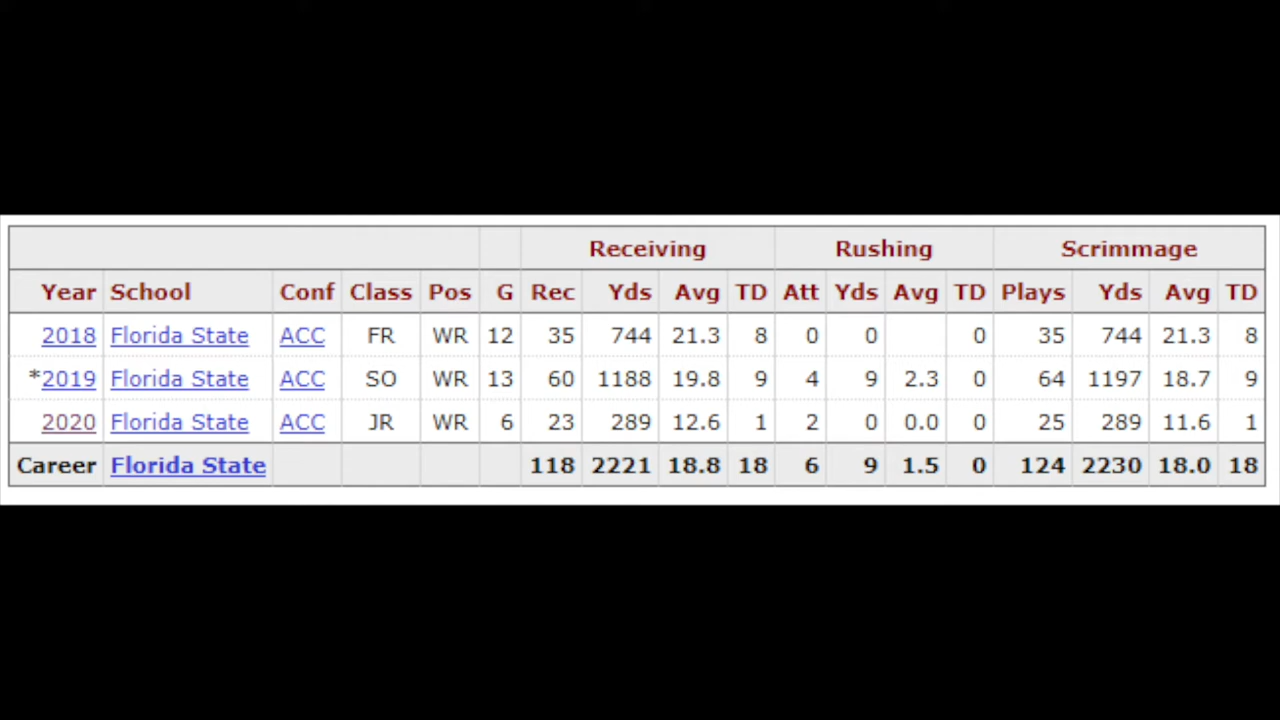 Receiving Rushing Scrimmage
Year School Conf Class Pos G Rec Yds Avg TD Att Yds Avg TD Plays Yds Avg TD
2018 Florida State ACC FR WR 12 35 744 21.3 8 0 0 0 35 744 21.3 8
*2019 Florida State ACC SO WR 13 60 1188 19.8 9 4 9 2.3 0 64 1197 18.7 9
2020 Florida State ACC JR WR 6 23 289 12.6 1 2 0 0.0 0 25 289 11.6 1
Career Florida State 118 2221 18.8 18 6 9 1.5 0 124 2230 18.0 18